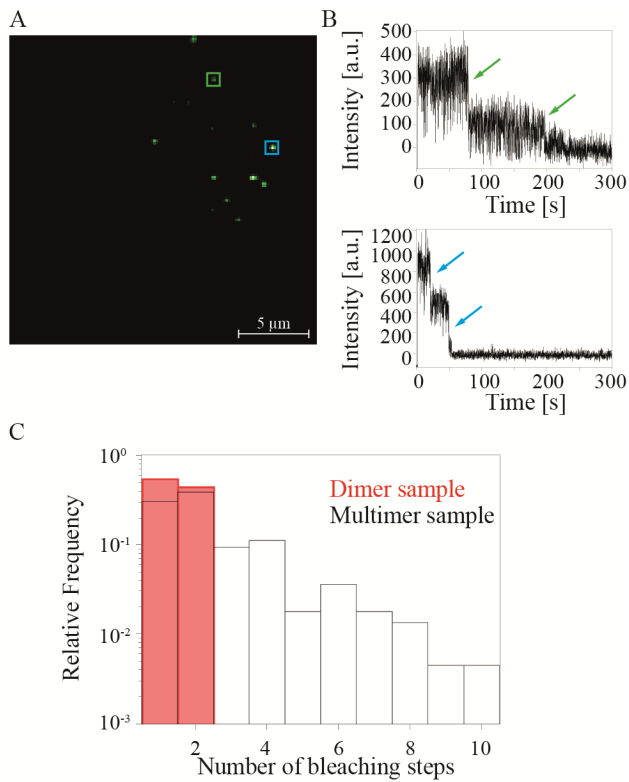 A
5 µm
B
Intensity [a.u.]
500
400
300
200
100
0
0 100 200 300
Time [s]
Intensity [a.u.]
1200
1000
800
600
400
200
0
0 100 200 300
Time [s]
C
Relative Frequency
10⁰
10⁻¹
10⁻²
10⁻³
Dimer sample
Multimer sample
2 4 6 8 10
Number of bleaching steps